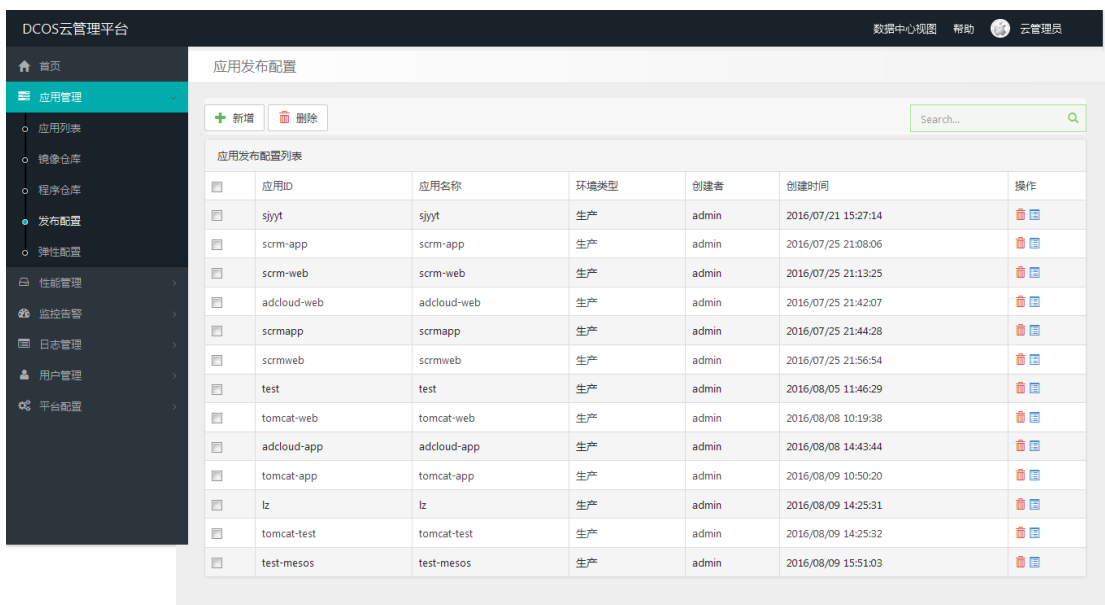 DCOS云管理平台 数据中心视图 帮助 云管理员
首页
应用管理
应用列表
镜像仓库
程序仓库
发布配置
弹性配置
性能管理
监控告警
日志管理
用户管理
平台配置
应用发布配置
新增 删除 Search...
应用发布配置列表
应用ID 应用名称 环境类型 创建者 创建时间 操作
sjyyt sjyyt 生产 admin 2016/07/21 15:27:14
scrm-app scrm-app 生产 admin 2016/07/25 21:08:06
scrm-web scrm-web 生产 admin 2016/07/25 21:13:25
adcloud-web adcloud-web 生产 admin 2016/07/25 21:42:07
scrmapp scrmapp 生产 admin 2016/07/25 21:44:28
scrmweb scrmweb 生产 admin 2016/07/25 21:56:54
test test 生产 admin 2016/08/05 11:46:29
tomcat-web tomcat-web 生产 admin 2016/08/08 10:19:38
adcloud-app adcloud-app 生产 admin 2016/08/08 14:43:44
tomcat-app tomcat-app 生产 admin 2016/08/09 10:50:20
lz lz 生产 admin 2016/08/09 14:25:31
tomcat-test tomcat-test 生产 admin 2016/08/09 14:25:32
test-mesos test-mesos 生产 admin 2016/08/09 15:51:03